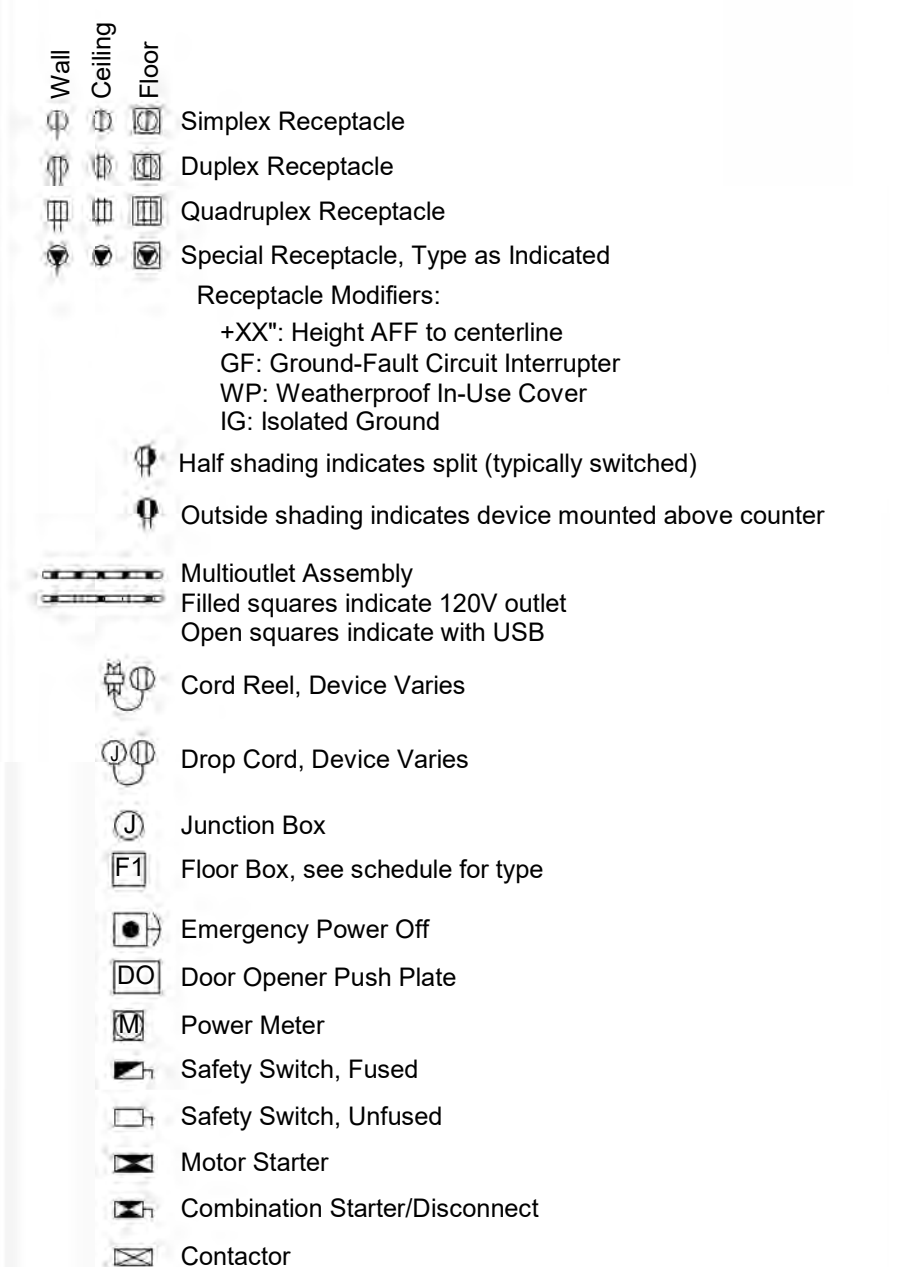 Wall
Ceiling
Floor
Simplex Receptacle
Duplex Receptacle
Quadruplex Receptacle
Special Receptacle, Type as Indicated
Receptacle Modifiers:
+XX": Height AFF to centerline
GF: Ground-Fault Circuit Interrupter
WP: Weatherproof In-Use Cover
IG: Isolated Ground
Half shading indicates split (typically switched)
Outside shading indicates device mounted above counter
Multioutlet Assembly
Filled squares indicate 120V outlet
Open squares indicate with USB
Cord Reel, Device Varies
J Drop Cord, Device Varies
J Junction Box
F1 Floor Box, see schedule for type
Emergency Power Off
DO Door Opener Push Plate
M Power Meter
Safety Switch, Fused
Safety Switch, Unfused
Motor Starter
Combination Starter/Disconnect
Contactor